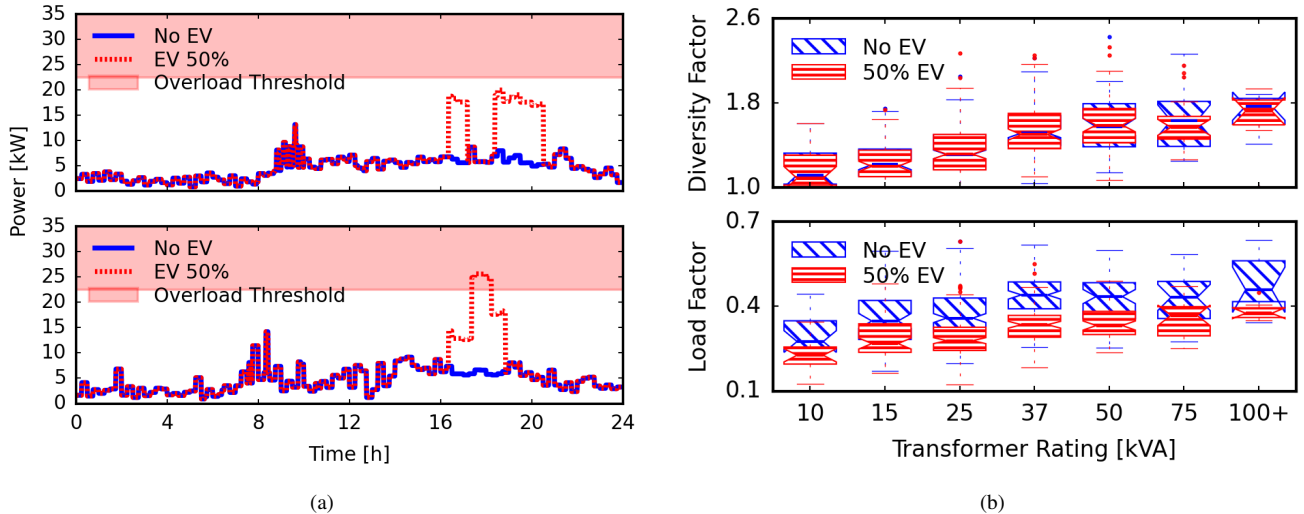 35
30
25
20
15
10
5
0
Power [kW]
No EV
EV 50%
Overload Threshold
35
30
25
20
15
10
5
0
No EV
EV 50%
Overload Threshold
0 4 8 12 16 20 24
Time [h]
(a)
2.6
1.8
1.0
Diversity Factor
No EV
50% EV
0.7
0.4
0.1
Load Factor
No EV
50% EV
10 15 25 37 50 75 100+
Transformer Rating [kVA]
(b)